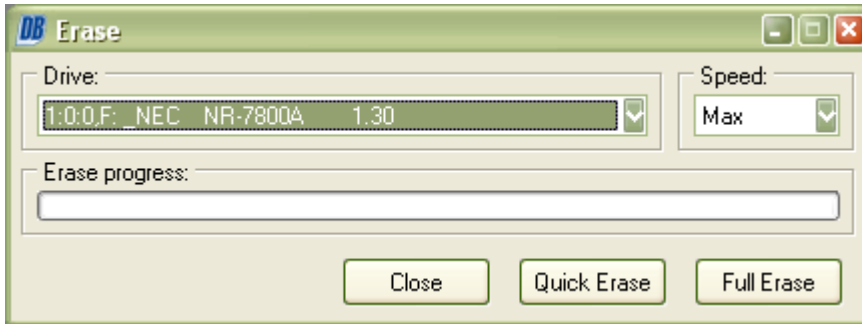 DB Erase
Drive:
Speed:
1:0:0,F: _NEC NR-7800A 1.30
Max
Erase progress:
Close Quick Erase Full Erase